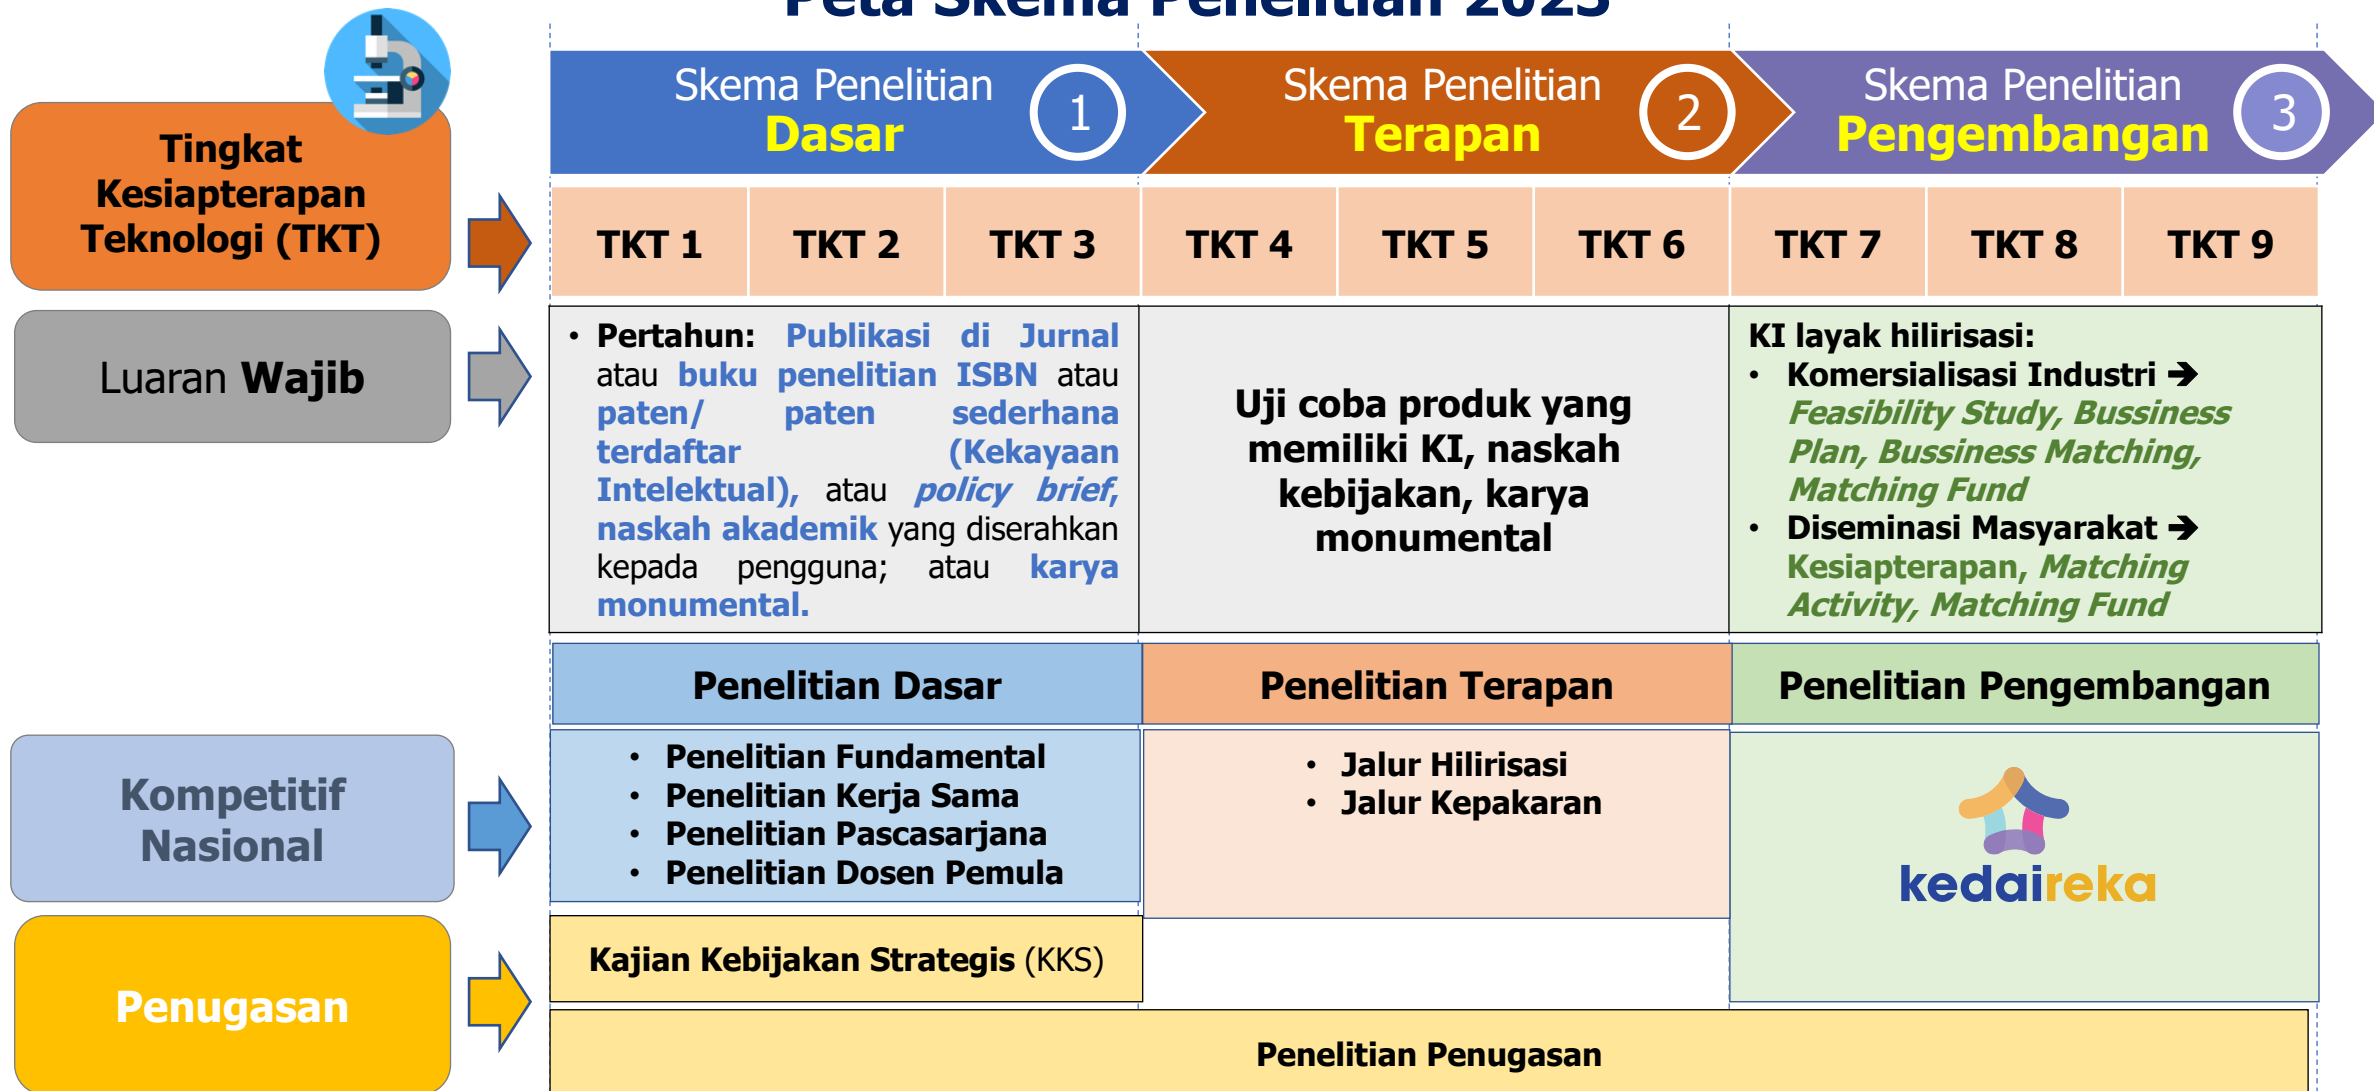 Peta Skema Penelitian 2023
Skema Penelitian
Dasar
1
Skema Penelitian
Terapan
2
Skema Penelitian
Pengembangan
3
Tingkat
Kesiapterapan
Teknologi (TKT)
TKT 1
TKT 2
TKT 3
TKT 4
TKT 5
TKT 6
TKT 7
TKT 8
TKT 9
Luaran Wajib
• Pertahun: Publikasi di Jurnal
atau buku penelitian ISBN atau
paten/ paten sederhana
terdaftar (Kekayaan
Intelektual), atau policy brief,
naskah akademik yang diserahkan
kepada pengguna; atau karya
monumental.
Uji coba produk yang
memiliki KI, naskah
kebijakan, karya
monumental
KI layak hilirisasi:
• Komersialisasi Industri ➔
Feasibility Study, Bussiness
Plan, Bussiness Matching,
Matching Fund
• Diseminasi Masyarakat ➔
Kesiapterapan, Matching
Activity, Matching Fund
Penelitian Dasar
Penelitian Terapan
Penelitian Pengembangan
Kompetitif
Nasional
• Penelitian Fundamental
• Penelitian Kerja Sama
• Penelitian Pascasarjana
• Penelitian Dosen Pemula
• Jalur Hilirisasi
• Jalur Kepakaran
kedaireka
Penugasan
Kajian Kebijakan Strategis (KKS)
Penelitian Penugasan